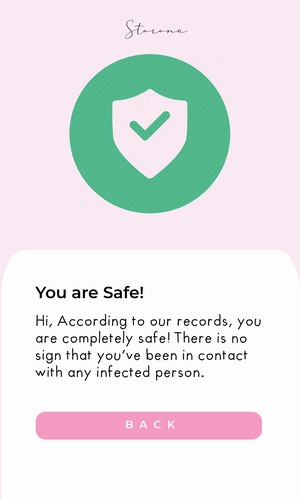 Storona
You are Safe!
Hi, According to our records, you
are completely safe! There is no
sign that you've been in contact
with any infected person.
BACK